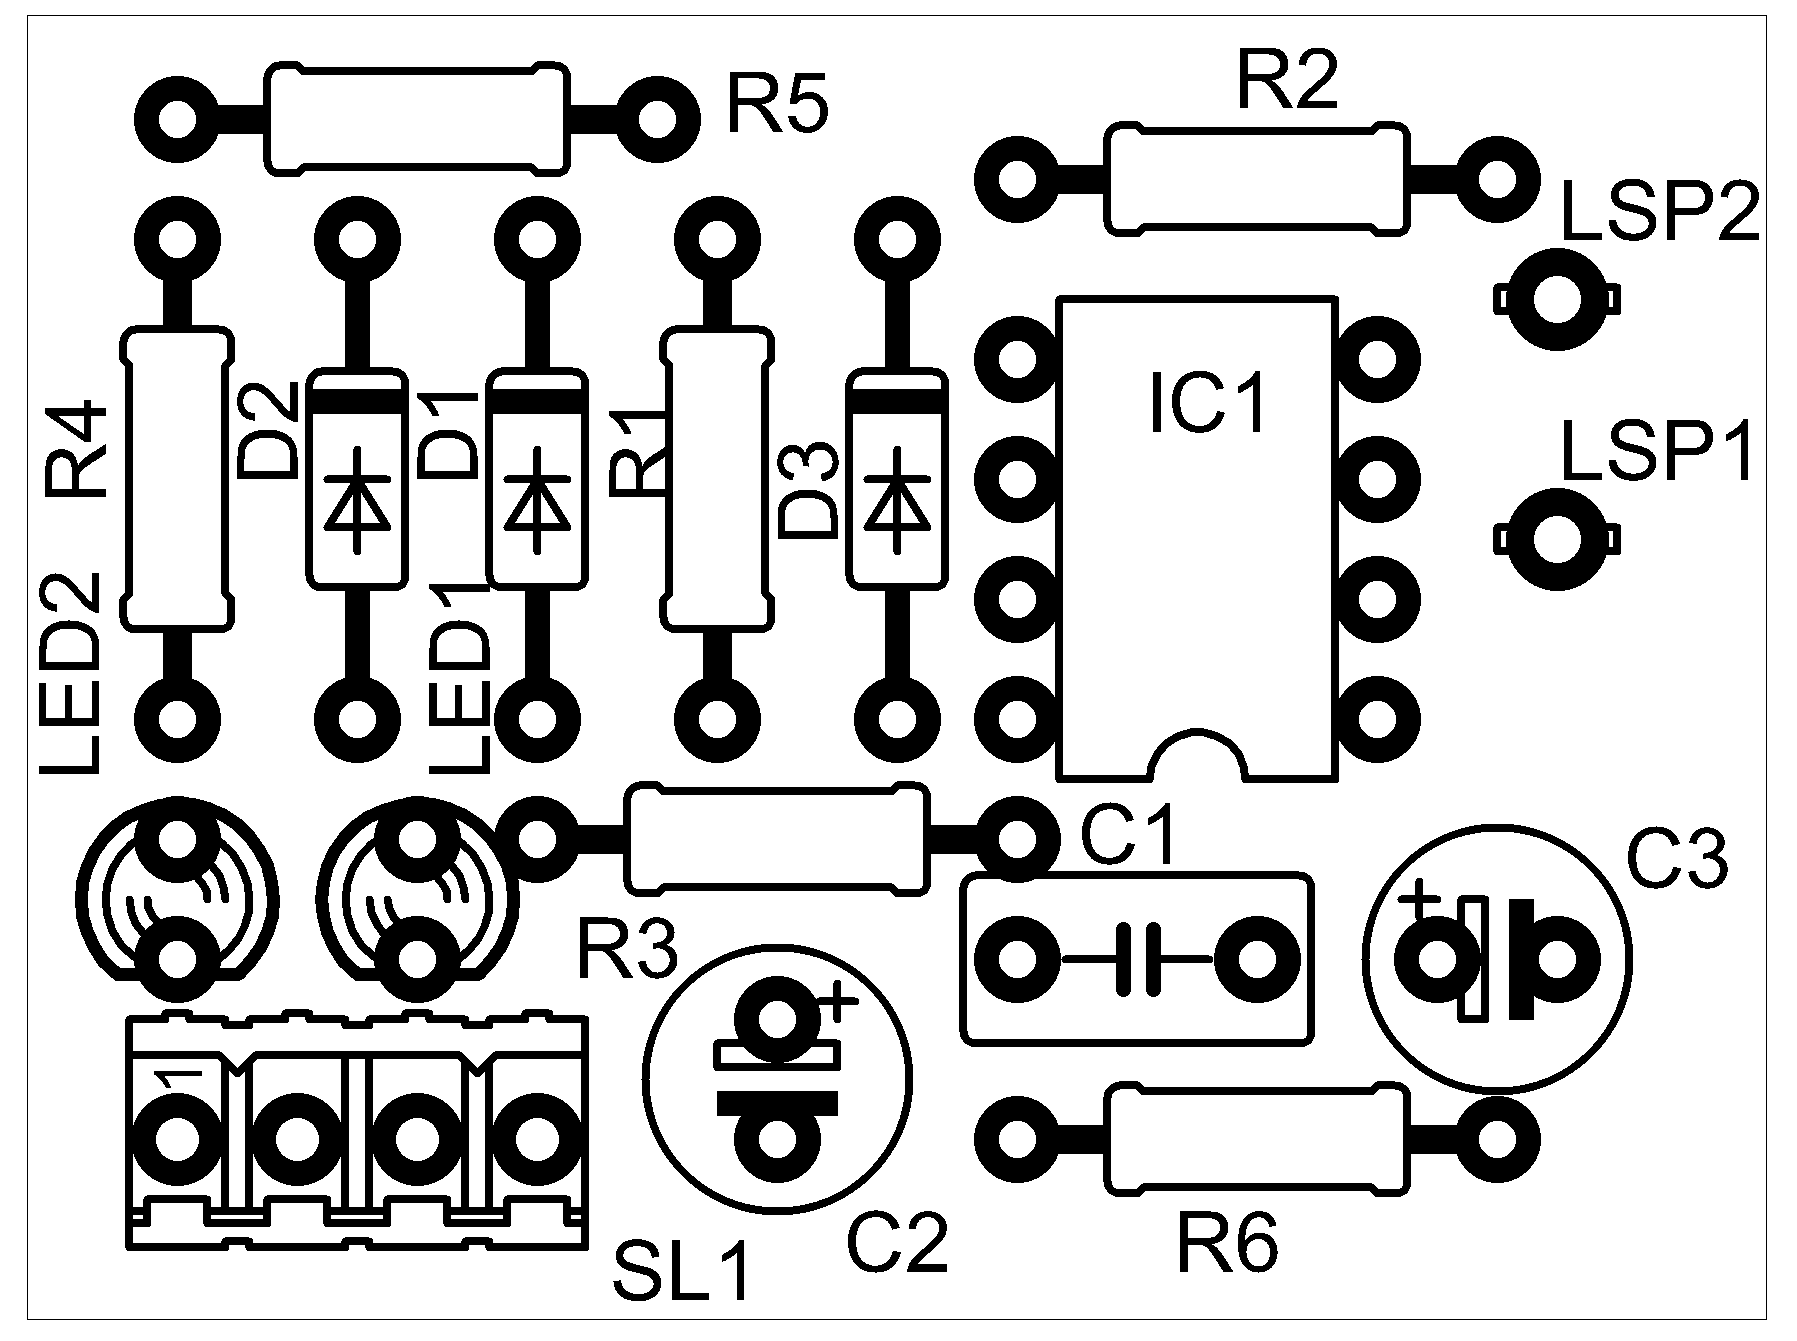 R5
R2
LSP2
R4
D2
D1
R1
D3
IC1
LSP1
LED2
LED1
C1
C3
R3
+
+
1
C2
R6
SL1